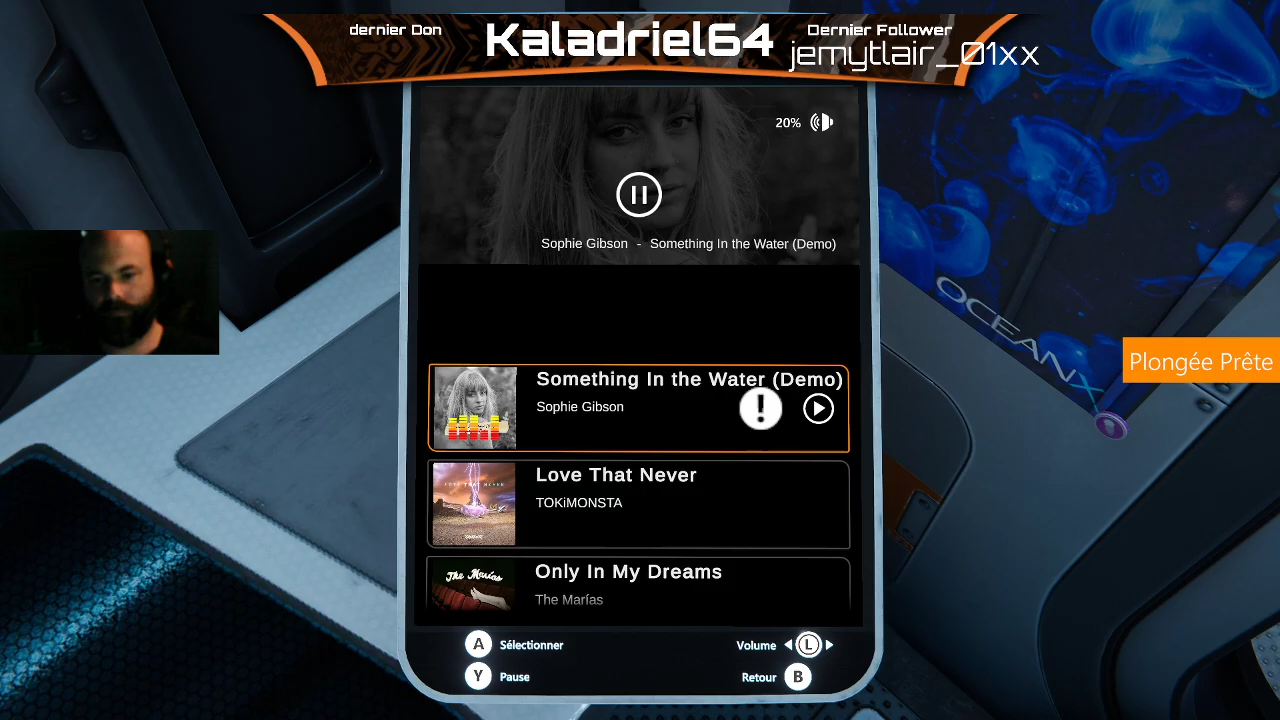 dernier Don
Kaladriel64
Dernier Follower
jemytlair_01xx
20%
Sophie Gibson - Something In the Water (Demo)
OCEANX
Plongée Prête
Something In the Water (Demo)
Sophie Gibson
Love That Never
TOKiMONSTA
The Marías
Only In My Dreams
The Marías
A Sélectionner
Volume L
Y Pause
Retour B